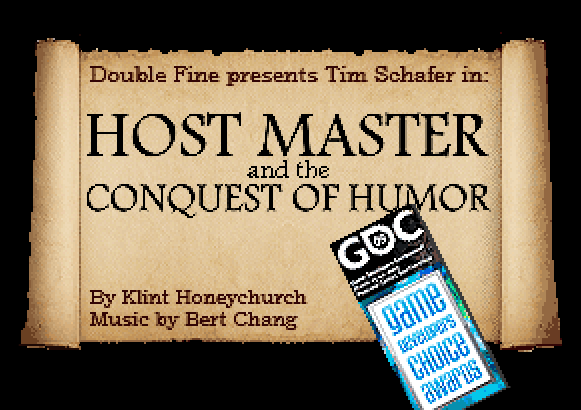 Double Fine presents Tim Schafer in:
HOST MASTER
and the
CONQUEST OF HUMOR
GDC
game
developers
choice
awards
By Klint Honeychurch
Music by Bert Chang